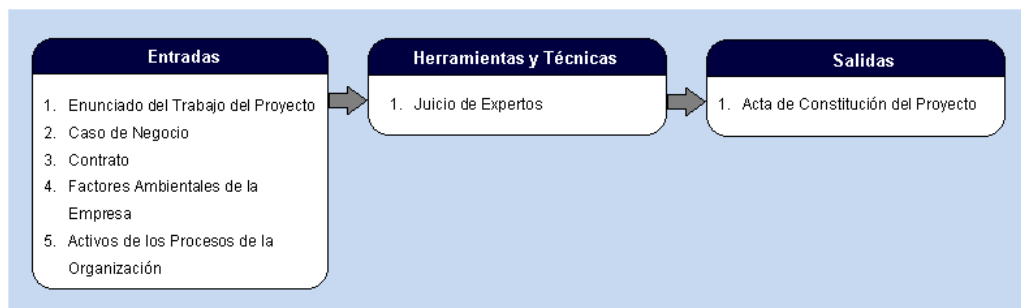 Entradas
1. Enunciado del Trabajo del Proyecto
2. Caso de Negocio
3. Contrato
4. Factores Ambientales de la
Empresa
5. Activos de los Procesos de la
Organización
Herramientas y Técnicas
1. Juicio de Expertos
Salidas
1. Acta de Constitución del Proyecto